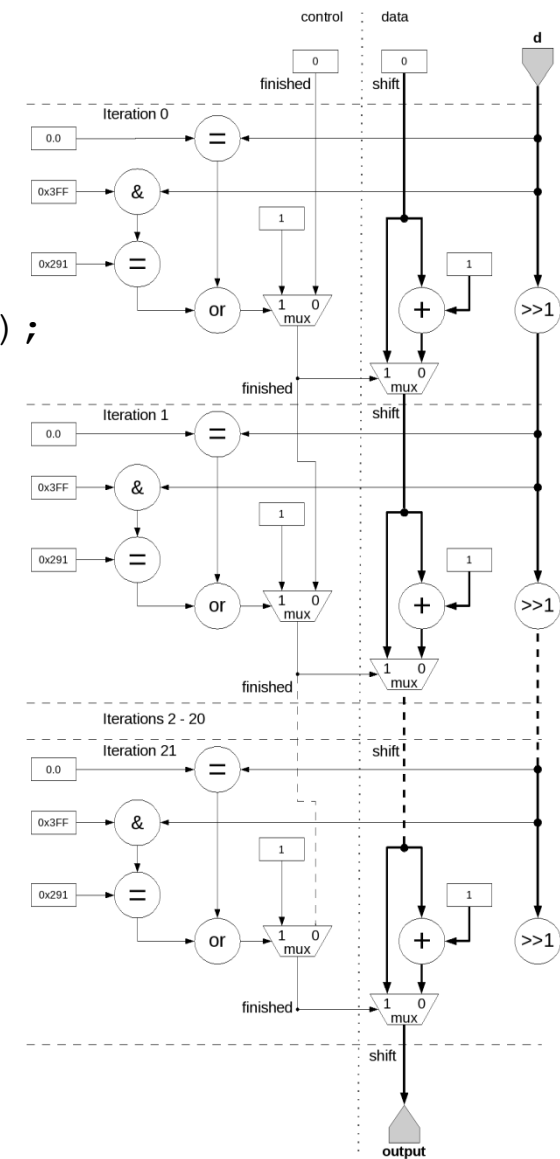 control data
d
0 0
finished shift
Iteration 0
0.0 =
0x3FF &
1
0x291 = 1
or 1 0 + >>1
mux
) ;
1 0
finished mux
Iteration 1 shift
0.0 =
0x3FF &
1
0x291 = 1
or 1 0 + >>1
mux
1 0
finished mux
Iterations 2 - 20
Iteration 21 shift
0.0 =
0x3FF &
1
0x291 = 1
or 1 0 + >>1
mux
1 0
finished mux
shift
output